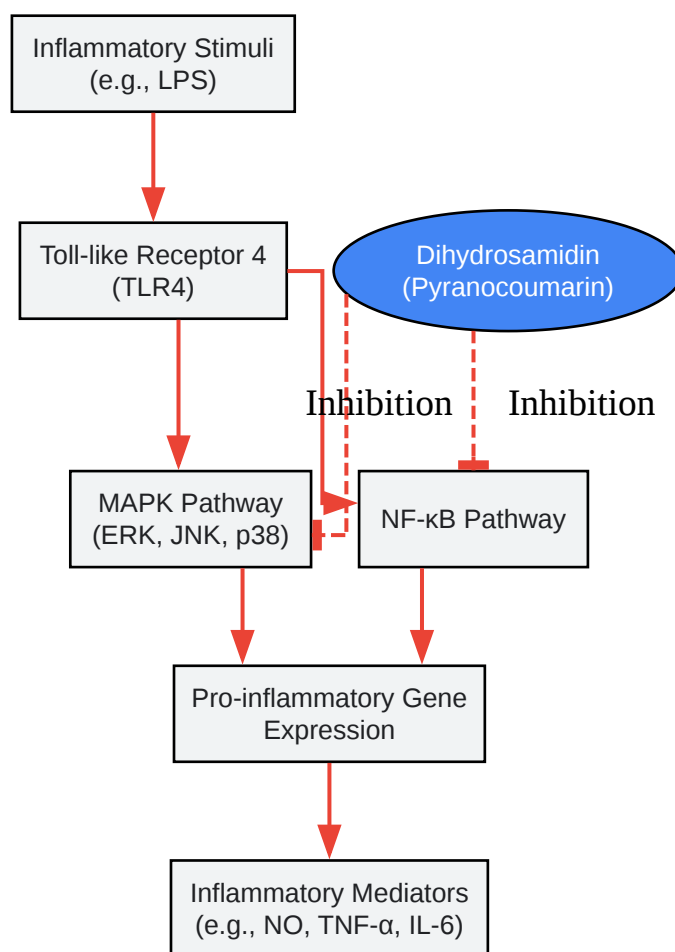 Inflammatory Stimuli
(e.g., LPS)
Toll-like Receptor 4
(TLR4)
Dihydrosamidin
(Pyranocoumarin)
Inhibition
Inhibition
MAPK Pathway
(ERK, JNK, p38)
NF-κB Pathway
Pro-inflammatory Gene
Expression
Inflammatory Mediators
(e.g., NO, TNF-α, IL-6)